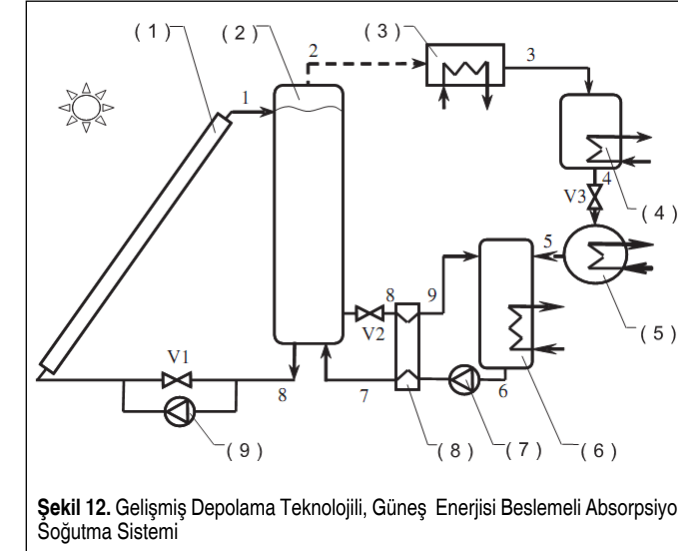 ( 1 )
( 2 )
2
( 3 )
3
1
4
V3
( 4 )
5
8
9
V2
( 5 )
V1
8
7
6
( 9 )
( 8 )
( 7 )
( 6 )
Şekil 12. Gelişmiş Depolama Teknolojili, Güneş Enerjisi Beslemeli Absorpsiyo
Soğutma Sistemi